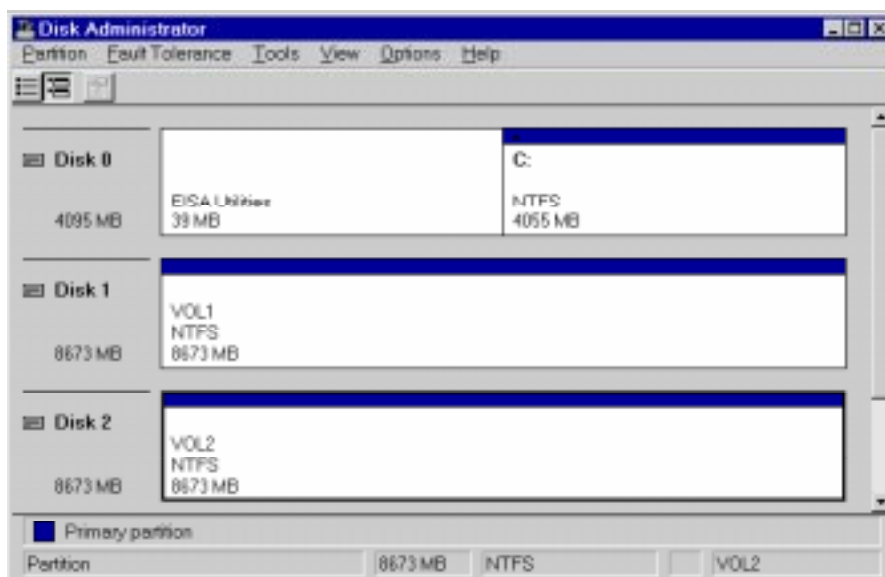 Disk Administrator
Partition Fault Tolerance Tools View Options Help
Disk 0
4095 MB
EISA Utilities
39 MB
C:
NTFS
4055 MB
Disk 1
8673 MB
VOL1
NTFS
8673 MB
Disk 2
8673 MB
VOL2
NTFS
8673 MB
Primary partition
Partition 8673 MB NTFS VOL2